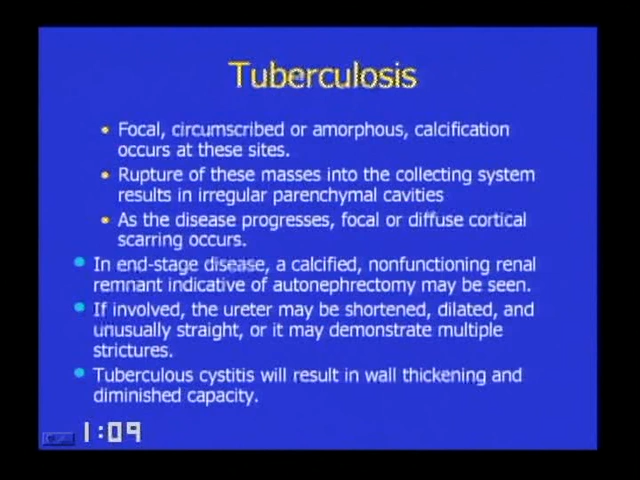 Tuberculosis
• Focal, circumscribed or amorphous, calcification
occurs at these sites.
• Rupture of these masses into the collecting system
results in irregular parenchymal cavities
• As the disease progresses, focal or diffuse cortical
scarring occurs.
• In end-stage disease, a calcified, nonfunctioning renal
remnant indicative of autonephrectomy may be seen.
• If involved, the ureter may be shortened, dilated, and
unusually straight, or it may demonstrate multiple
strictures.
• Tuberculous cystitis will result in wall thickening and
diminished capacity.
1:09